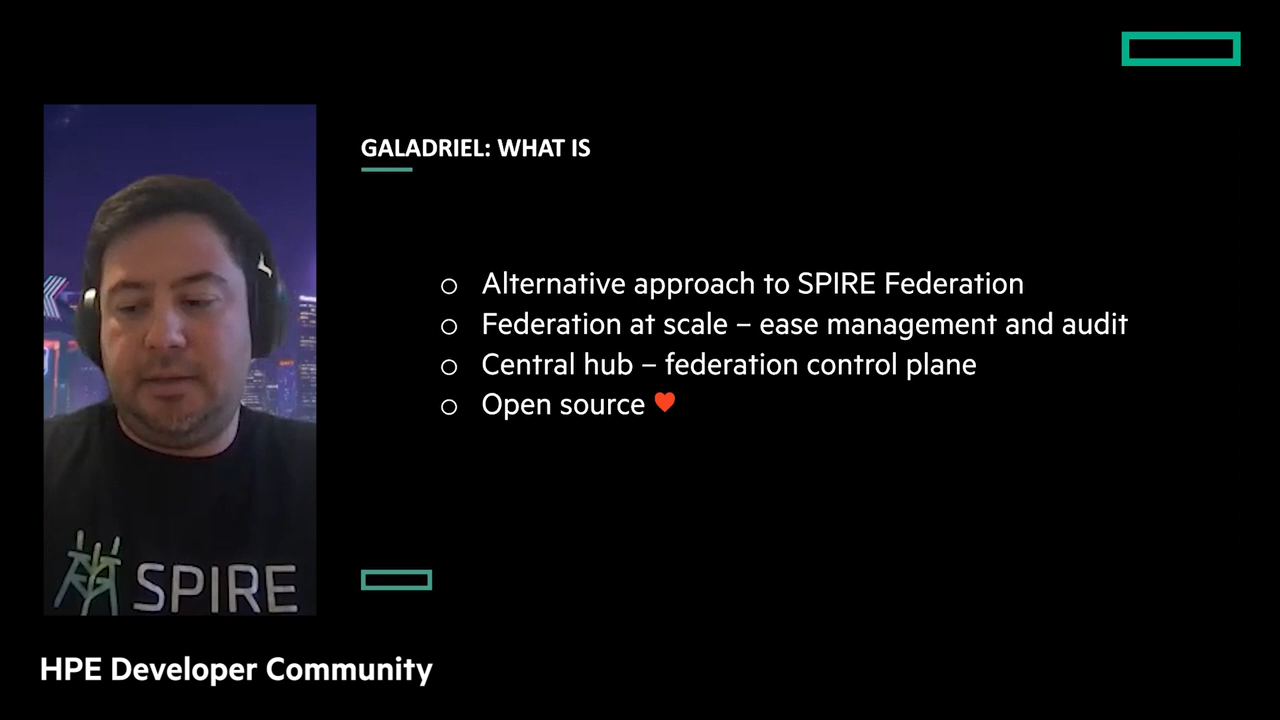 GALADRIEL: WHAT IS
○ Alternative approach to SPIRE Federation
○ Federation at scale – ease management and audit
○ Central hub – federation control plane
○ Open source ♥
SPIRE
HPE Developer Community